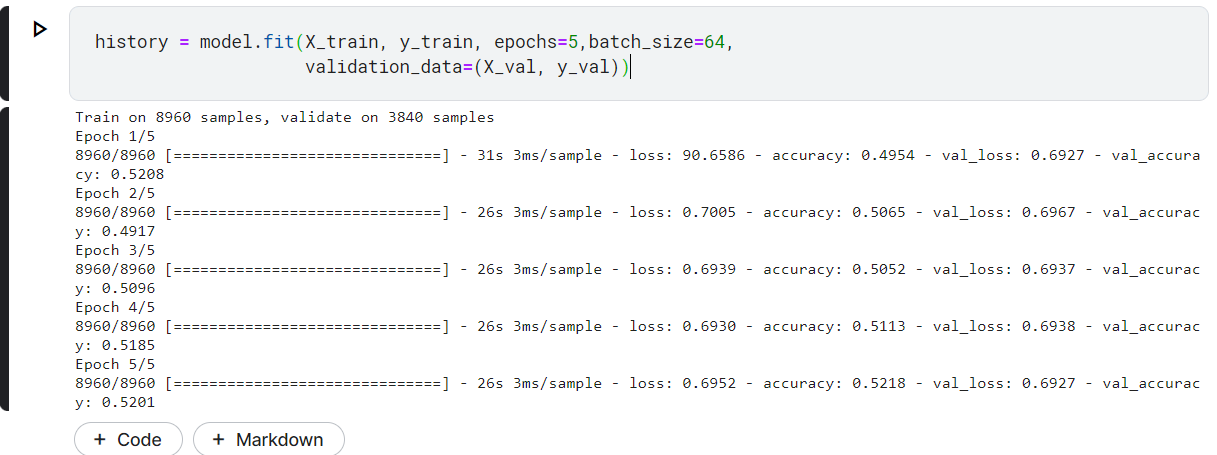 history = model.fit(X_train, y_train, epochs=5,batch_size=64,
validation_data=(X_val, y_val))
Train on 8960 samples, validate on 3840 samples
Epoch 1/5
8960/8960 [==============================] - 31s 3ms/sample - loss: 90.6586 - accuracy: 0.4954 - val_loss: 0.6927 - val_accura
cy: 0.5208
Epoch 2/5
8960/8960 [==============================] - 26s 3ms/sample - loss: 0.7005 - accuracy: 0.5065 - val_loss: 0.6967 - val_accurac
y: 0.4917
Epoch 3/5
8960/8960 [==============================] - 26s 3ms/sample - loss: 0.6939 - accuracy: 0.5052 - val_loss: 0.6937 - val_accurac
y: 0.5096
Epoch 4/5
8960/8960 [==============================] - 26s 3ms/sample - loss: 0.6930 - accuracy: 0.5113 - val_loss: 0.6938 - val_accurac
y: 0.5185
Epoch 5/5
8960/8960 [==============================] - 26s 3ms/sample - loss: 0.6952 - accuracy: 0.5218 - val_loss: 0.6927 - val_accurac
y: 0.5201
+ Code + Markdown